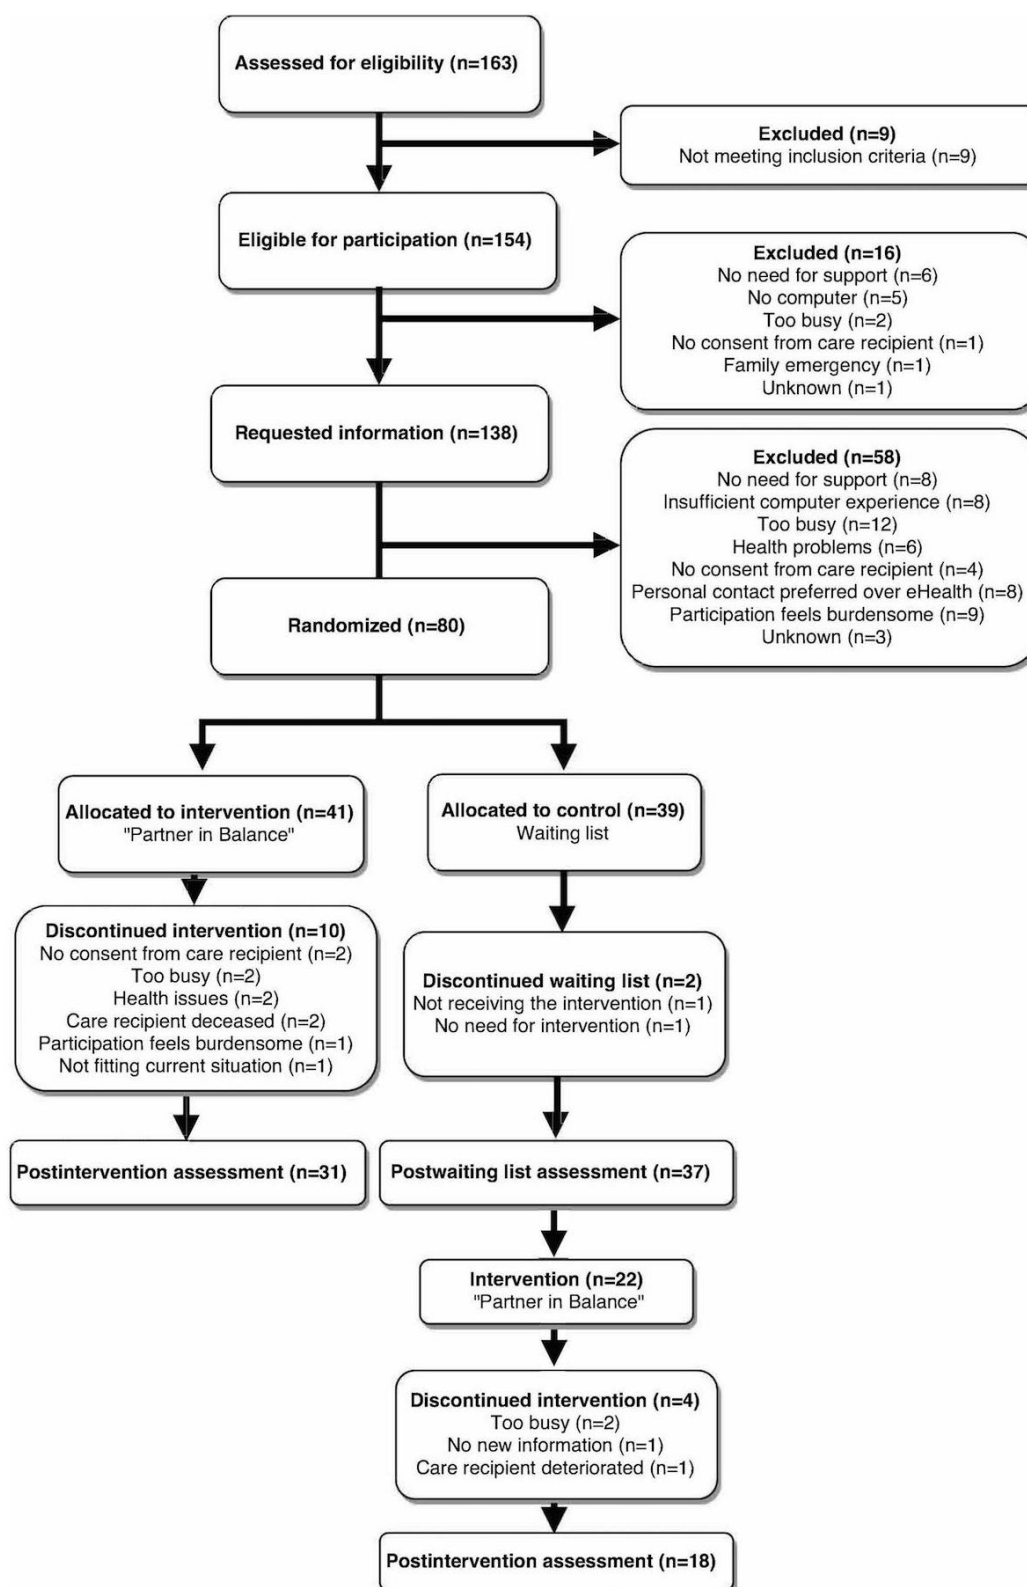 Assessed for eligibility (n=163)
Excluded (n=9)
Not meeting inclusion criteria (n=9)
Eligible for participation (n=154)
Excluded (n=16)
No need for support (n=6)
No computer (n=5)
Too busy (n=2)
No consent from care recipient (n=1)
Family emergency (n=1)
Unknown (n=1)
Requested information (n=138)
Excluded (n=58)
No need for support (n=8)
Insufficient computer experience (n=8)
Too busy (n=12)
Health problems (n=6)
No consent from care recipient (n=4)
Personal contact preferred over eHealth (n=8)
Participation feels burdensome (n=9)
Unknown (n=3)
Randomized (n=80)
Allocated to intervention (n=41)
"Partner in Balance"
Allocated to control (n=39)
Waiting list
Discontinued intervention (n=10)
No consent from care recipient (n=2)
Too busy (n=2)
Health issues (n=2)
Care recipient deceased (n=2)
Participation feels burdensome (n=1)
Not fitting current situation (n=1)
Discontinued waiting list (n=2)
Not receiving the intervention (n=1)
No need for intervention (n=1)
Postintervention assessment (n=31)
Postwaiting list assessment (n=37)
Intervention (n=22)
"Partner in Balance"
Discontinued intervention (n=4)
Too busy (n=2)
No new information (n=1)
Care recipient deteriorated (n=1)
Postintervention assessment (n=18)